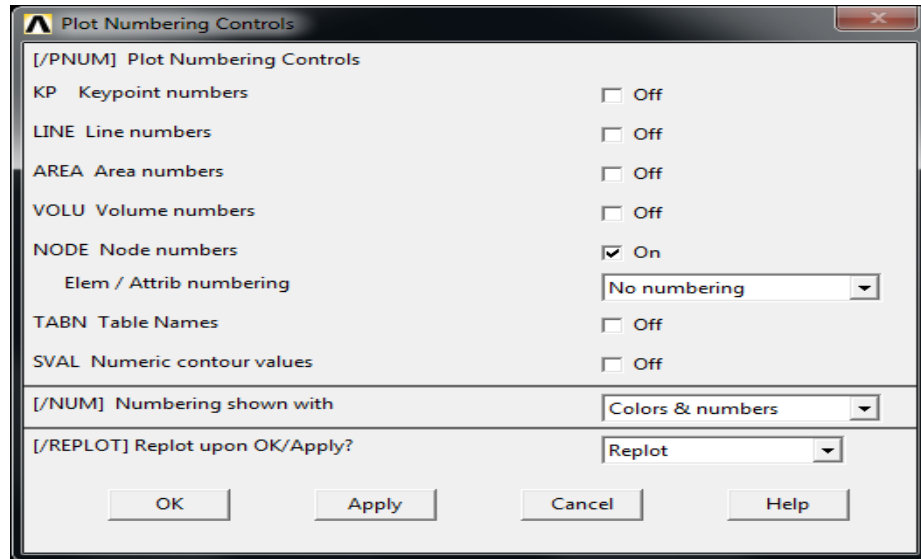 Plot Numbering Controls
[/PNUM] Plot Numbering Controls
KP Keypoint numbers Off
LINE Line numbers Off
AREA Area numbers Off
VOLU Volume numbers Off
NODE Node numbers On
Elem / Attrib numbering No numbering
TABN Table Names Off
SVAL Numeric contour values Off
[/NUM] Numbering shown with Colors & numbers
[/REPLOT] Replot upon OK/Apply? Replot
OK Apply Cancel Help